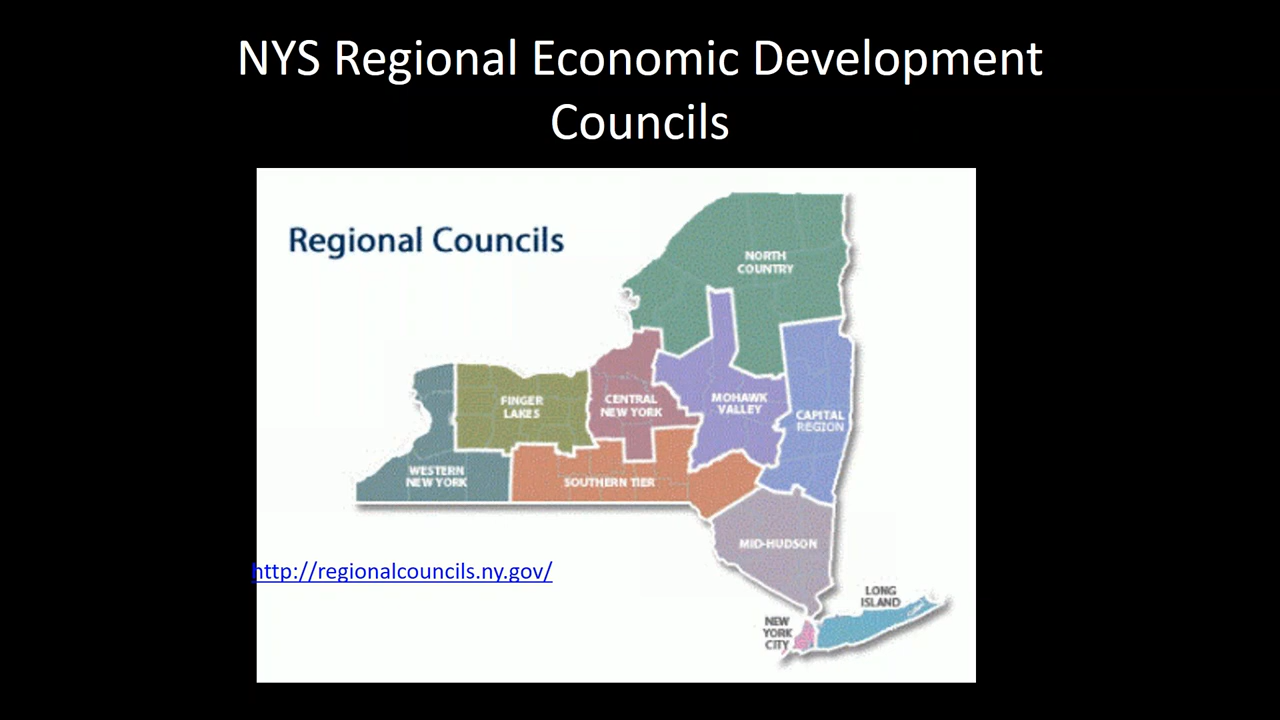 NYS Regional Economic Development
Councils
Regional Councils
NORTH
COUNTRY
FINGER
LAKES
CENTRAL
NEW YORK
MOHAWK
VALLEY
CAPITAL
REGION
WESTERN
NEW YORK
SOUTHERN TIER
MID-HUDSON
http://regionalcouncils.ny.gov/
LONG
ISLAND
NEW
YORK
CITY